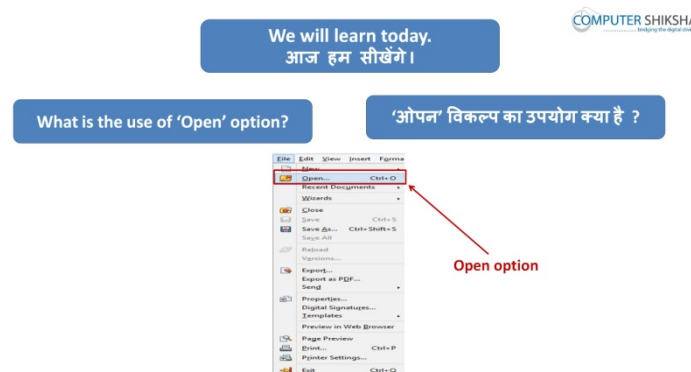 COMPUTER SHIKSHA
bridging the digital divide
We will learn today.
आज हम सीखेंगे।
What is the use of ‘Open’ option?
‘ओपन’ विकल्प का उपयोग क्या है ?
File Edit View Insert Forma
New
Open... Ctrl+O
Recent Documents
Wizards
Close
Save Ctrl+S
Save As... Ctrl+Shift+S
Save All
Reload
Versions...
Export...
Export as PDF...
Send
Properties...
Digital Signatures...
Templates
Preview in Web Browser
Page Preview
Print... Ctrl+P
Printer Settings...
Exit Ctrl+Q
Open option